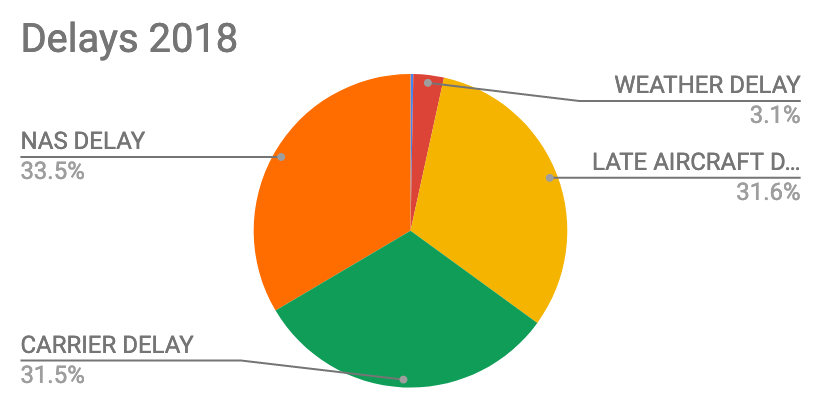 Delays 2018
WEATHER DELAY
3.1%
NAS DELAY
33.5%
LATE AIRCRAFT D...
31.6%
CARRIER DELAY
31.5%